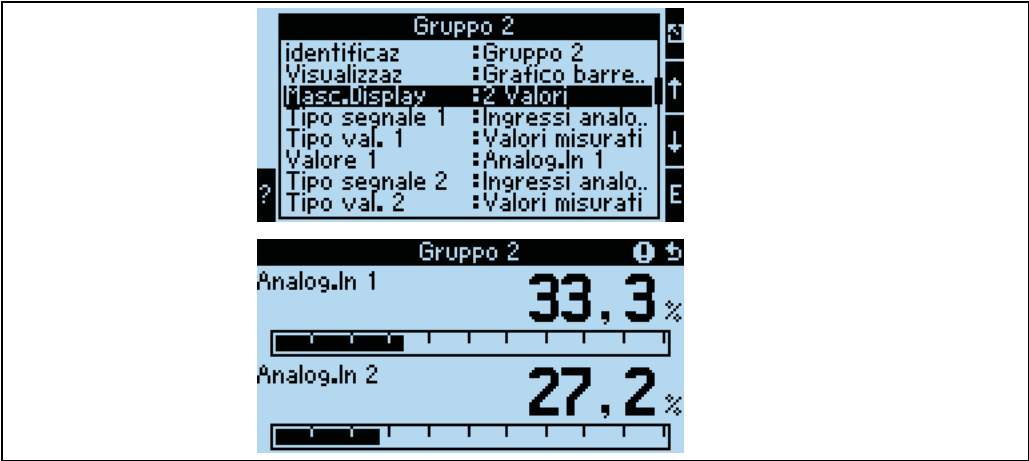 Gruppo 2
identificaz :Gruppo 2
Visualizzaz :Grafico barre..
Masc.Display :2 Valori
Tipo segnale 1 :Ingressi analo..
Tipo val. 1 :Valori misurati
Valore 1 :Analog.In 1
Tipo segnale 2 :Ingressi analo..
Tipo val. 2 :Valori misurati
?
↑
↓
E
Gruppo 2
Analog.In 1
33,3 %
Analog.In 2
27,2 %